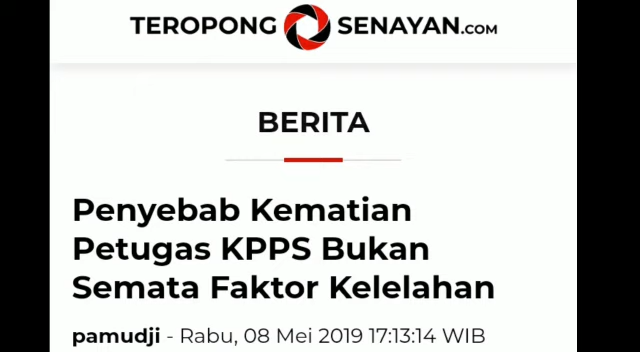 TEROPONG SENAYAN.COM
BERITA
Penyebab Kematian
Petugas KPPS Bukan
Semata Faktor Kelelahan
pamudji - Rabu, 08 Mei 2019 17:13:14 WIB